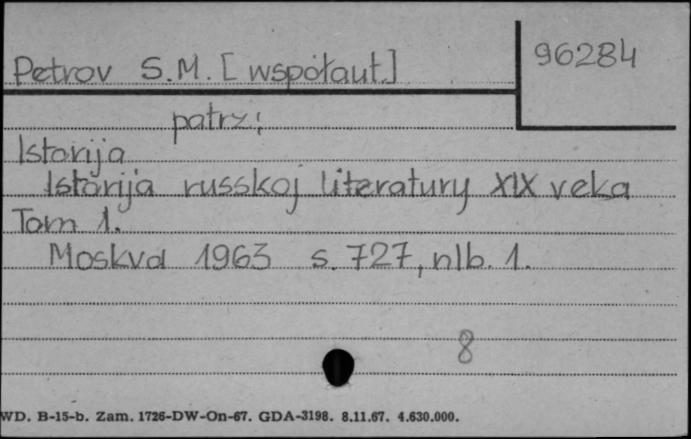 Petrov S.M. [współaut.]
96284
patrz:
Istorija
Istorija russkoj literatury XIX veka
Tom 1.
Moskva 1963 s. 727, nlb. 1.
8
WD. B-15-b. Zam. 1726-DW-On-67. GDA-3198. 8.11.67. 4.630.000.